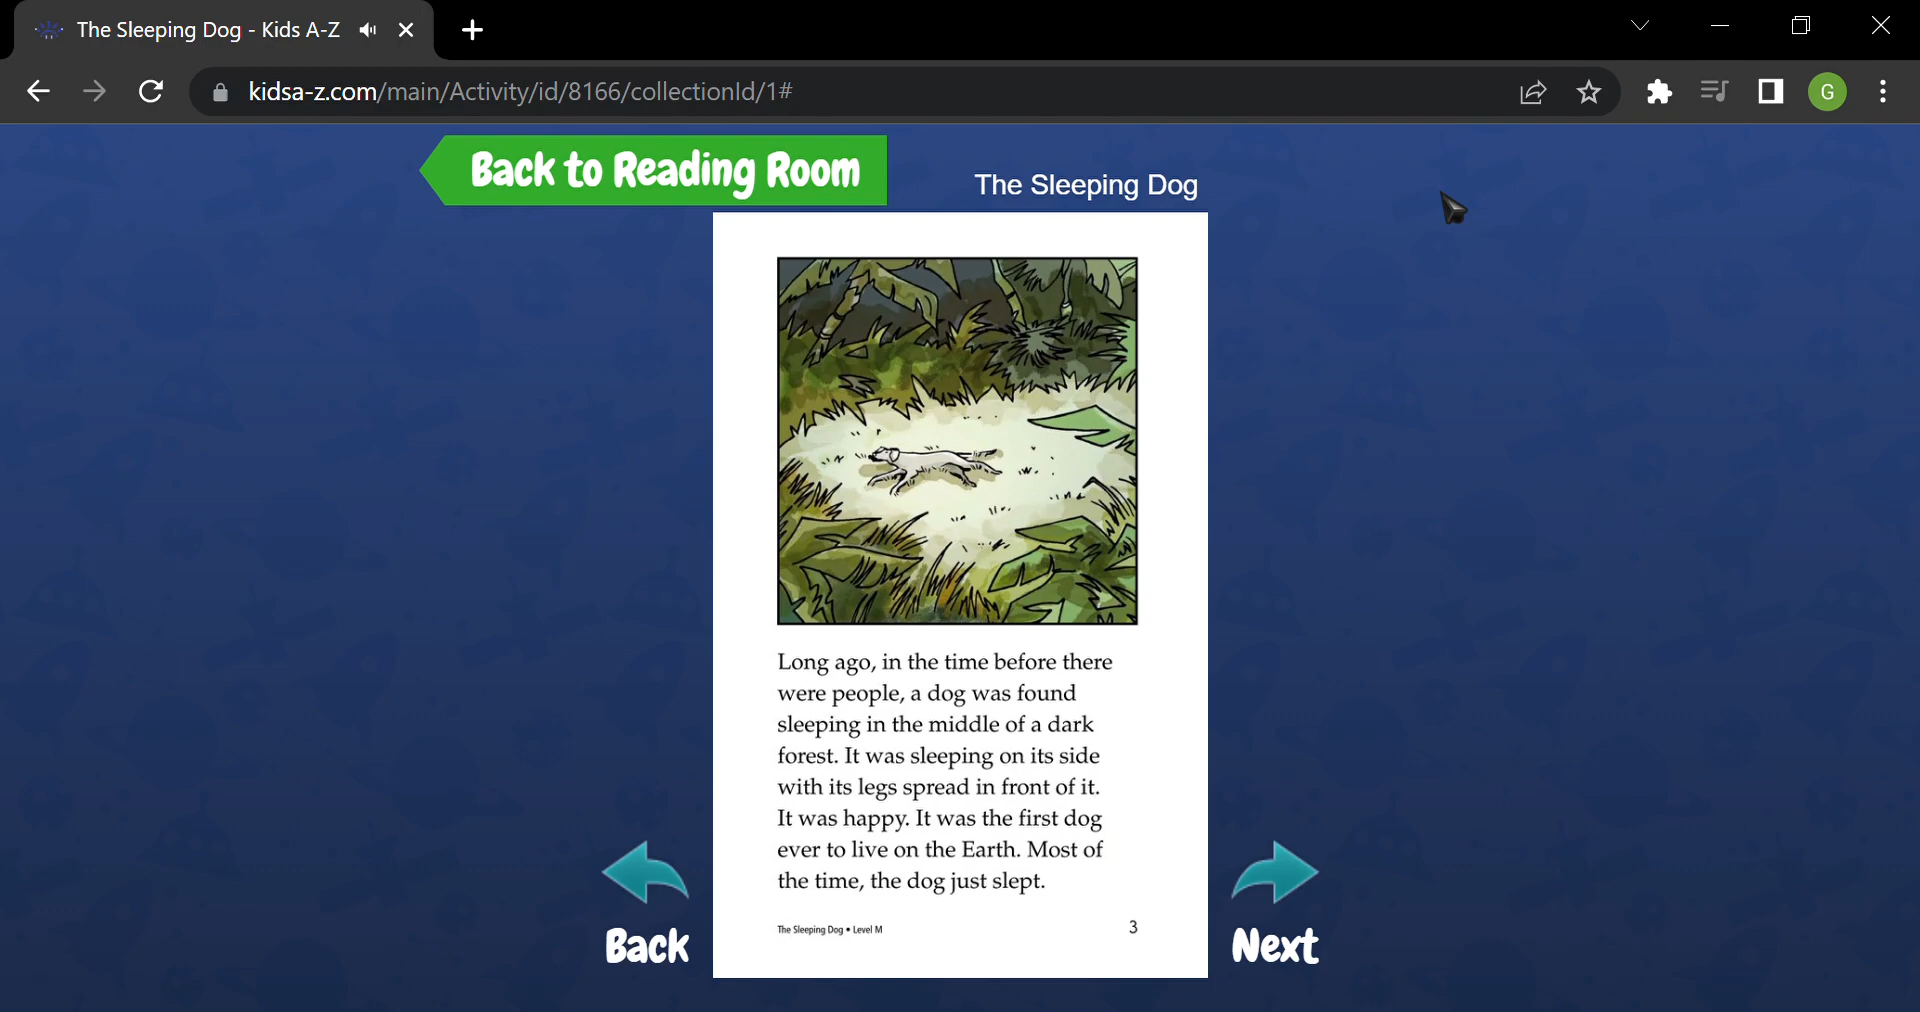 The Sleeping Dog - Kids A-Z
kidsa-z.com/main/Activity/id/8166/collectionId/1#
G
Back to Reading Room
The Sleeping Dog
Long ago, in the time before there
were people, a dog was found
sleeping in the middle of a dark
forest. It was sleeping on its side
with its legs spread in front of it.
It was happy. It was the first dog
ever to live on the Earth. Most of
the time, the dog just slept.
The Sleeping Dog • Level M
3
Back
Next